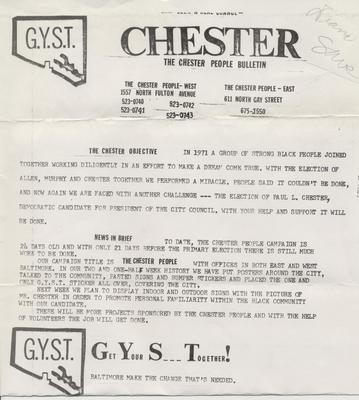 G.Y.S.T.
CHESTER
THE CHESTER PEOPLE BULLETIN
THE CHESTER PEOPLE-WEST
1557 NORTH FULTON AVENUE
523-0740 523-0742
523-0741 523-0743
THE CHESTER PEOPLE - EAST
611 NORTH GAY STREET
675-3550
THE CHESTER OBJECTIVE IN 1971 A GROUP OF STRONG BLACK PEOPLE JOINED
TOGETHER WORKING DILIGENTLY IN AN EFFORT TO MAKE A DREAM COME TRUE. WITH THE ELECTION OF
ALLEN, MURPHY AND CHESTER TOGETHER WE PERFORMED A MIRACLE, PEOPLE SAID IT COULDN'T BE DONE,
AND NOW AGAIN WE ARE FACED WITH ANOTHER CHALLENGE --- THE ELECTION OF PAUL L. CHESTER,
DEMOCRATIC CANDIDATE FOR PRESIDENT OF THE CITY COUNCIL. WITH YOUR HELP AND SUPPORT IT WILL
BE DONE.
NEWS IN BRIEF TO DATE, THE CHESTER PEOPLE CAMPAIGN IS
2½ DAYS OLD AND WITH ONLY 21 DAYS BEFORE THE PRIMARY ELECTION THERE IS STILL MUCH
WORK TO BE DONE.
OUR CAMPAIGN TITLE IS THE CHESTER PEOPLE WITH OFFICES IN BOTH EAST AND WEST
BALTIMORE. IN OUR TWO AND ONE-HALF WEEK HISTORY WE HAVE PUT POSTERS AROUND THE CITY,
TALKED TO THE COMMUNITY, PASTED SIGNS AND BUMPER STICKERS AND PLACED THE ONE AND
ONLY G.Y.S.T. STICKER ALL OVER, COVERING THE CITY.
NEXT WEEK WE PLAN TO DISPLAY INDOOR AND OUTDOOR SIGNS WITH THE PICTURE OF
MR. CHESTER IN ORDER TO PROMOTE PERSONAL FAMILIARITY WITHIN THE BLACK COMMUNITY
WITH OUR CANDIDATE.
THERE WILL BE MORE PROJECTS SPONSORED BY THE CHESTER PEOPLE AND WITH THE HELP
OF VOLUNTEERS THE JOB WILL GET DONE.
G.Y.S.T.
GET YOUR S... TOGETHER!
BALTIMORE MAKE THE CHANGE THAT'S NEEDED.